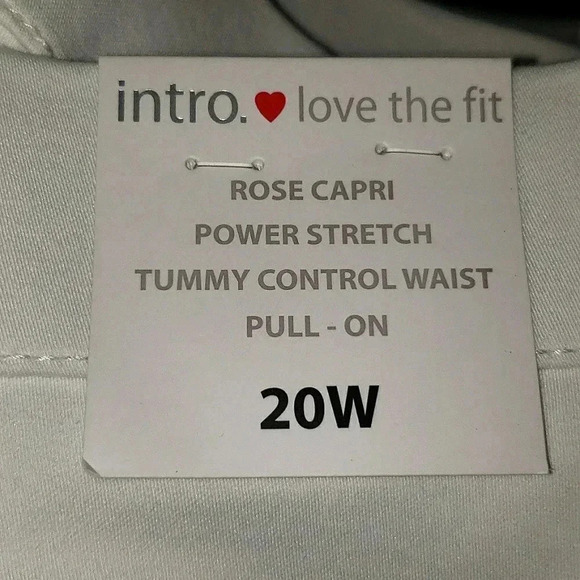 intro. ❤ love the fit
ROSE CAPRI
POWER STRETCH
TUMMY CONTROL WAIST
PULL - ON
20W